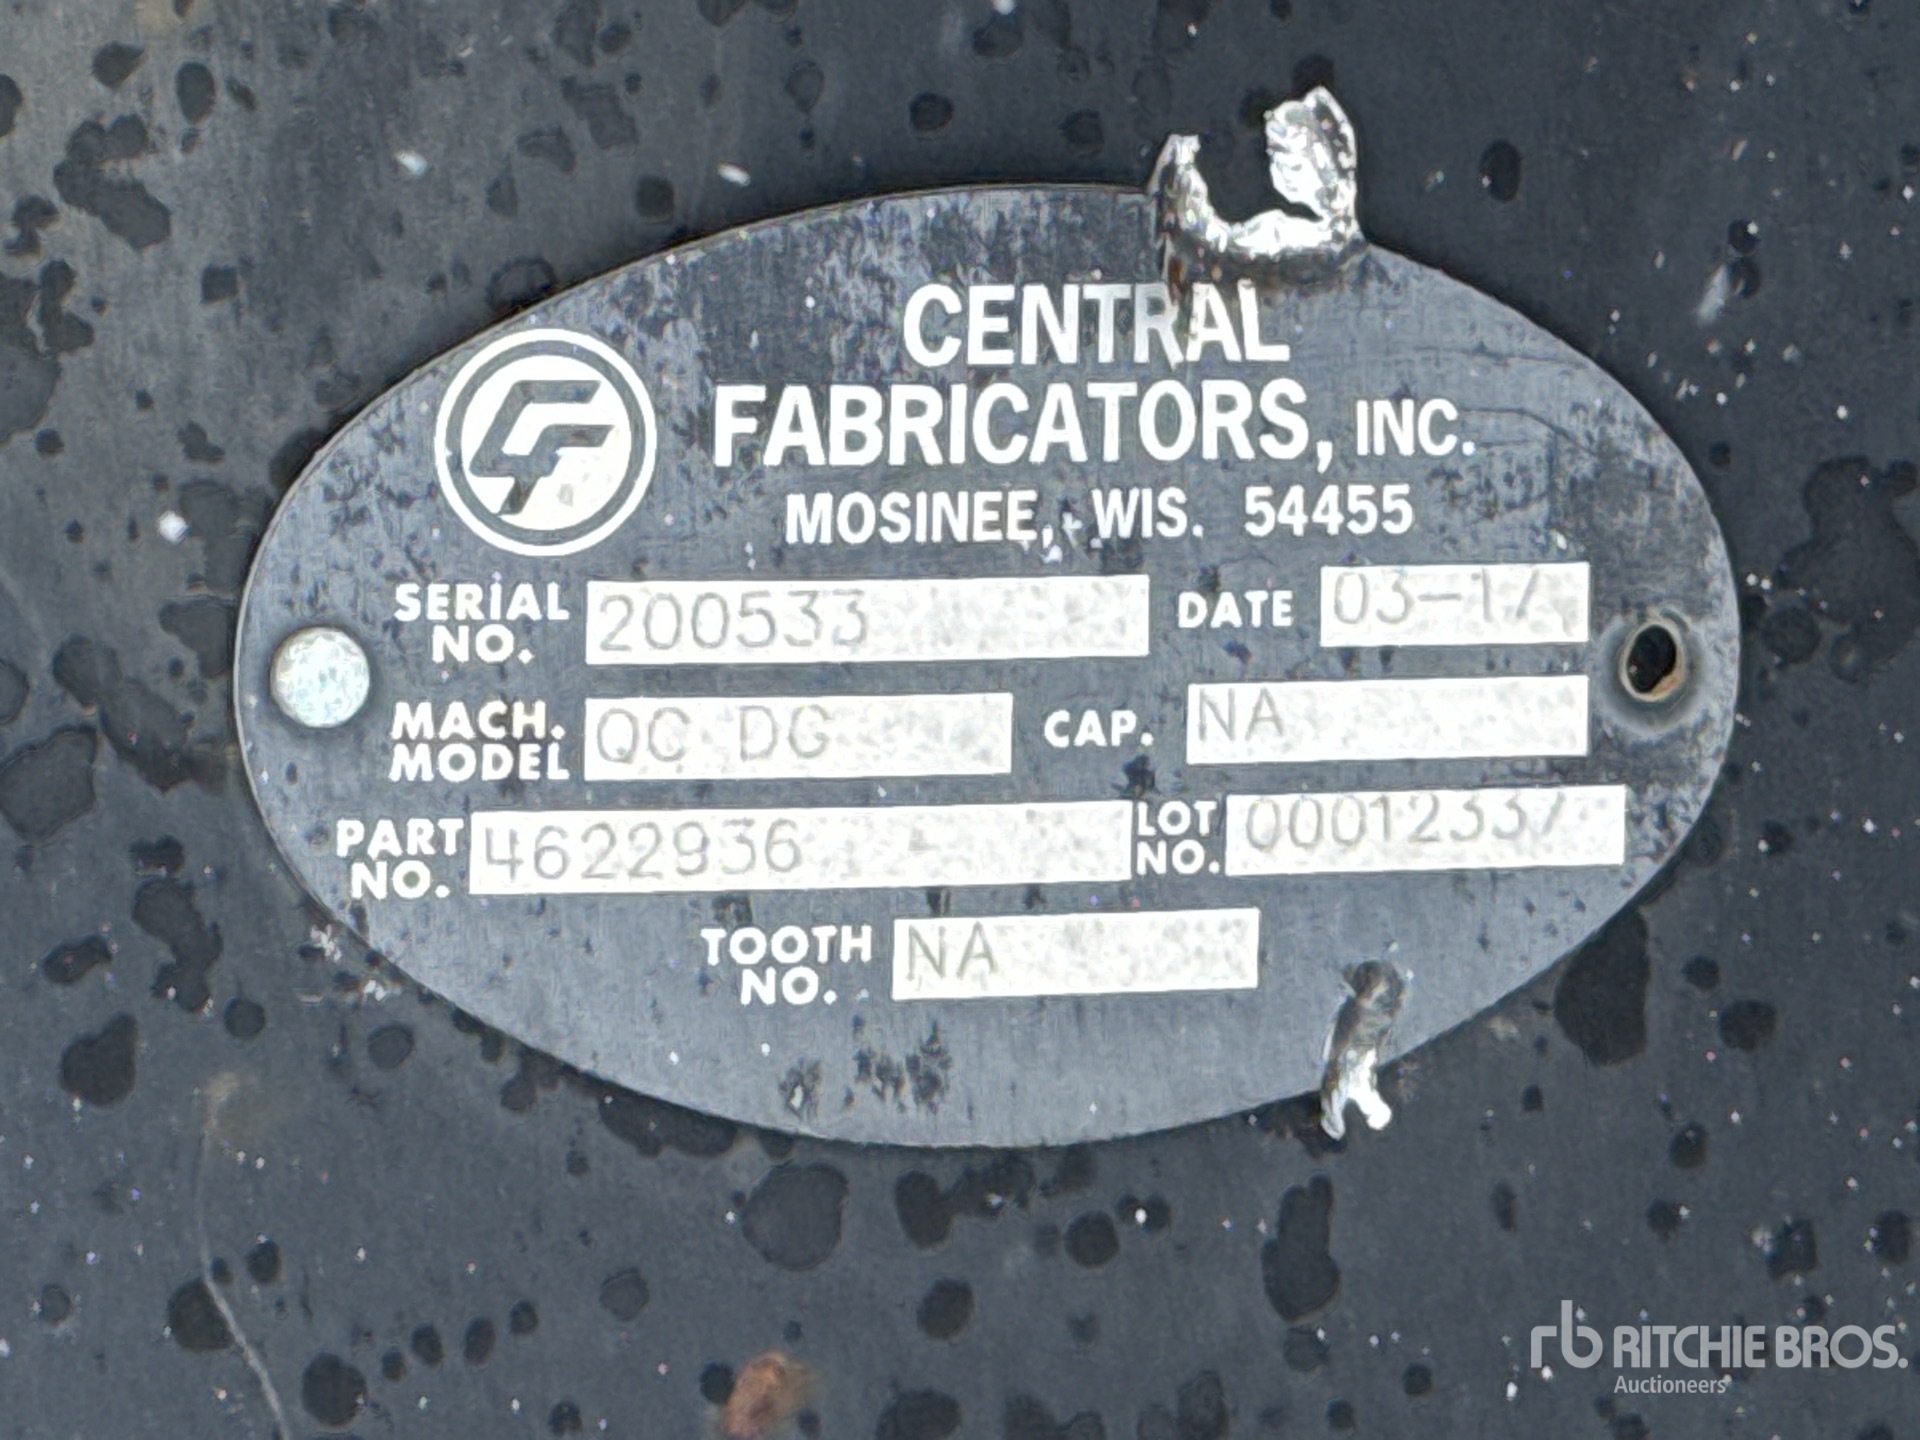 CENTRAL
FABRICATORS, INC.
MOSINEE, WIS. 54455
SERIAL NO. 200533 DATE 03-17
MACH. MODEL QC DG CAP. NA
PART NO. 4622936 LOT NO. 00012337
TOOTH NO. NA
rb RITCHIE BROS.
Auctioneers